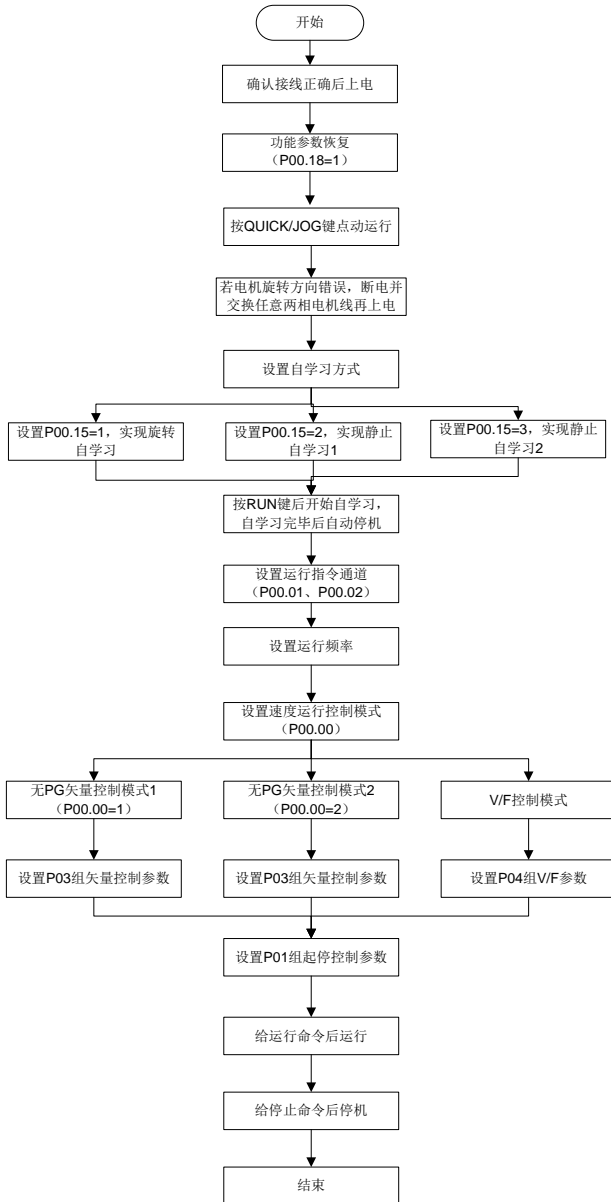 开始
确认接线正确后上电
功能参数恢复
（P00.18=1）
按QUICK/JOG键点动运行
若电机旋转方向错误，断电并
交换任意两相电机线再上电
设置自学习方式
设置P00.15=1，实现旋转
自学习
设置P00.15=2，实现静止
自学习1
设置P00.15=3，实现静止
自学习2
按RUN键后开始自学习，
自学习完毕后自动停机
设置运行指令通道
（P00.01、P00.02）
设置运行频率
设置速度运行控制模式
（P00.00）
无PG矢量控制模式1
（P00.00=1）
无PG矢量控制模式2
（P00.00=2）
V/F控制模式
设置P03组矢量控制参数
设置P03组矢量控制参数
设置P04组V/F参数
设置P01组起停控制参数
给运行命令后运行
给停止命令后停机
结束